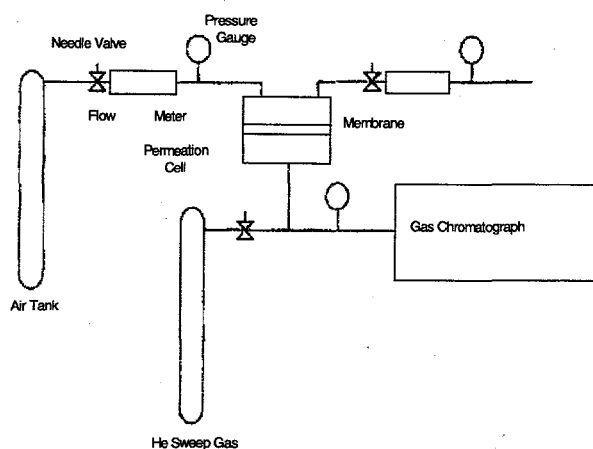 Pressure
Gauge
Needle Valve
Flow Meter
Membrane
Permeation
Cell
Gas Chromatograph
Air Tank
He Sweep Gas